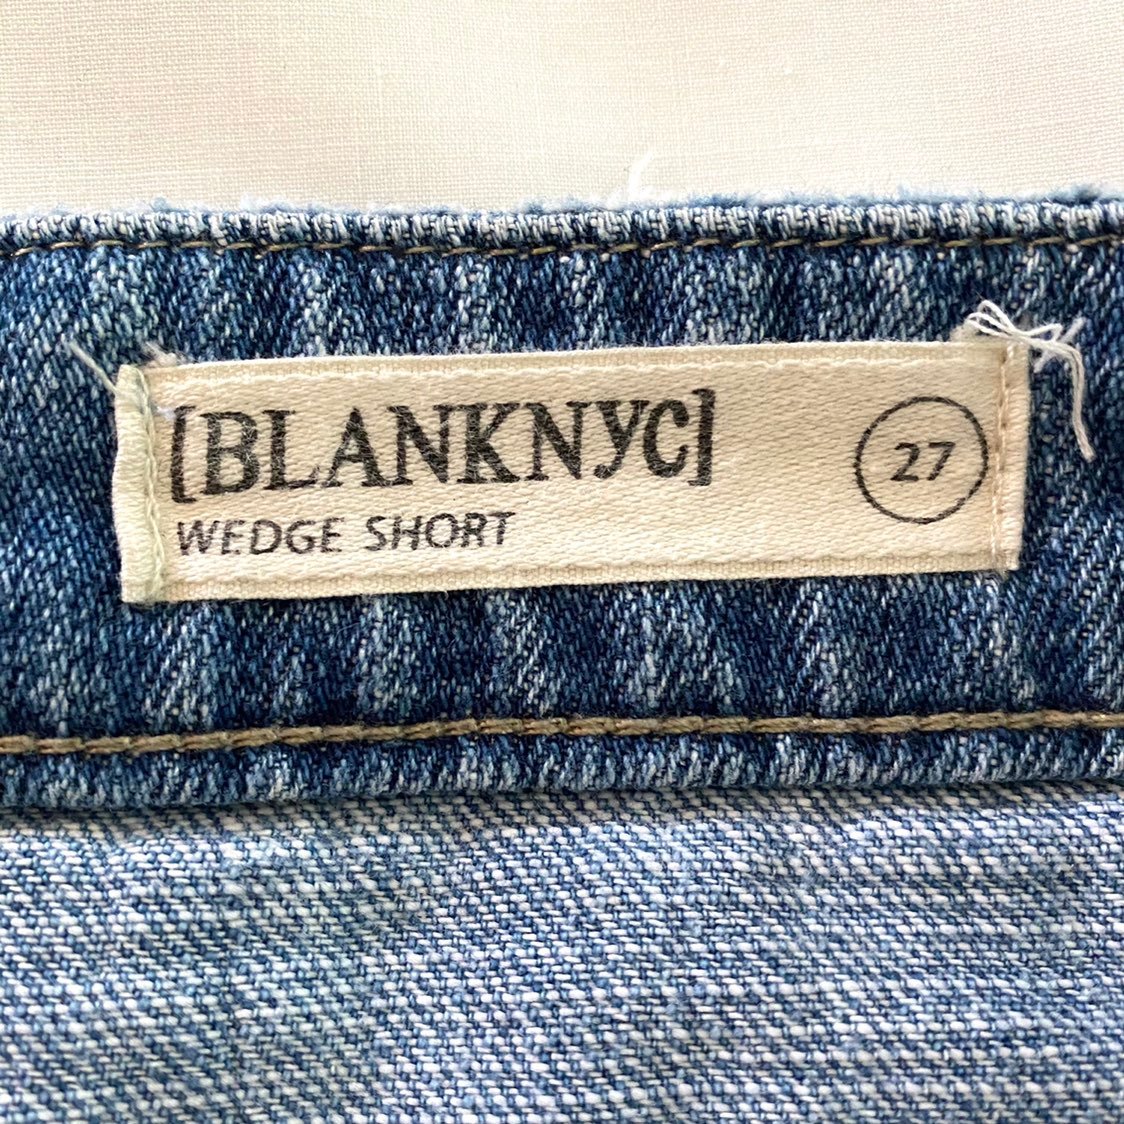 [BLANKNYC]
WEDGE SHORT
27